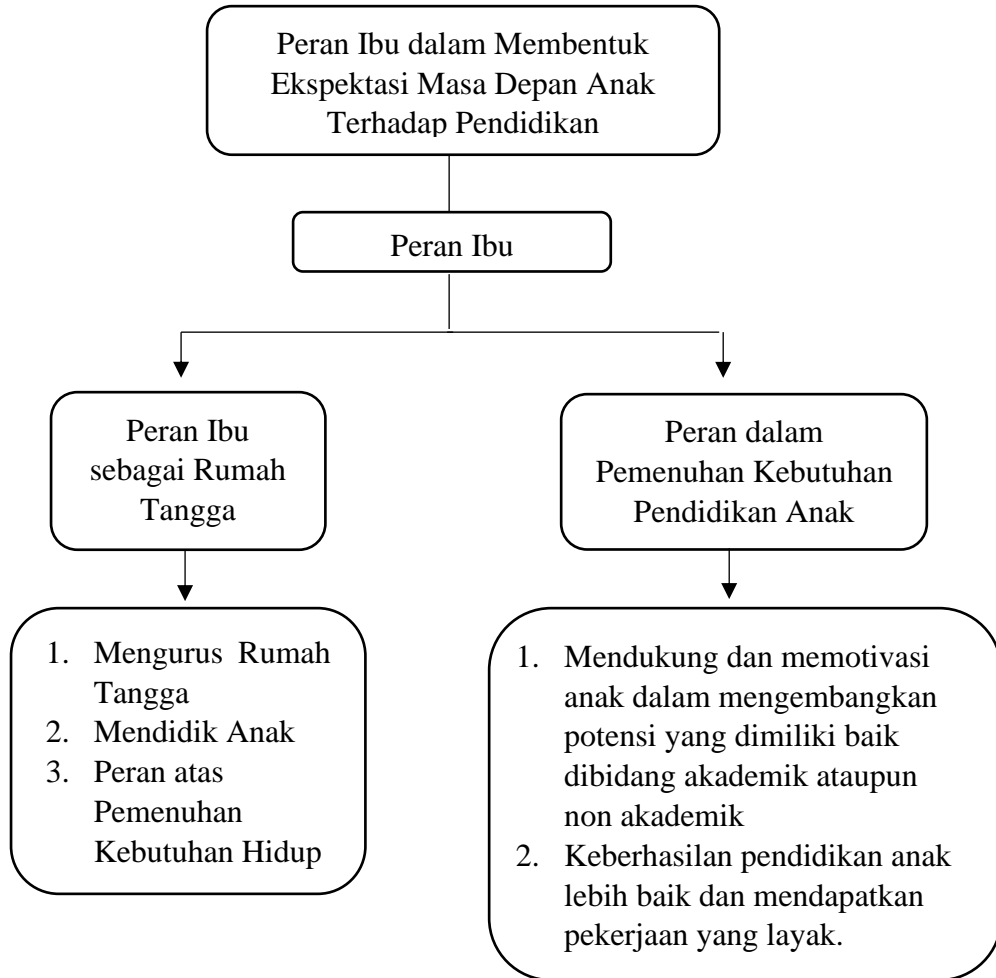 Peran Ibu dalam Membentuk
Ekspektasi Masa Depan Anak
Terhadap Pendidikan
Peran Ibu
Peran Ibu
sebagai Rumah
Tangga
Peran dalam
Pemenuhan Kebutuhan
Pendidikan Anak
1. Mengurus Rumah
Tangga
2. Mendidik Anak
3. Peran atas
Pemenuhan
Kebutuhan Hidup
1. Mendukung dan memotivasi
anak dalam mengembangkan
potensi yang dimiliki baik
dibidang akademik ataupun
non akademik
2. Keberhasilan pendidikan anak
lebih baik dan mendapatkan
pekerjaan yang layak.